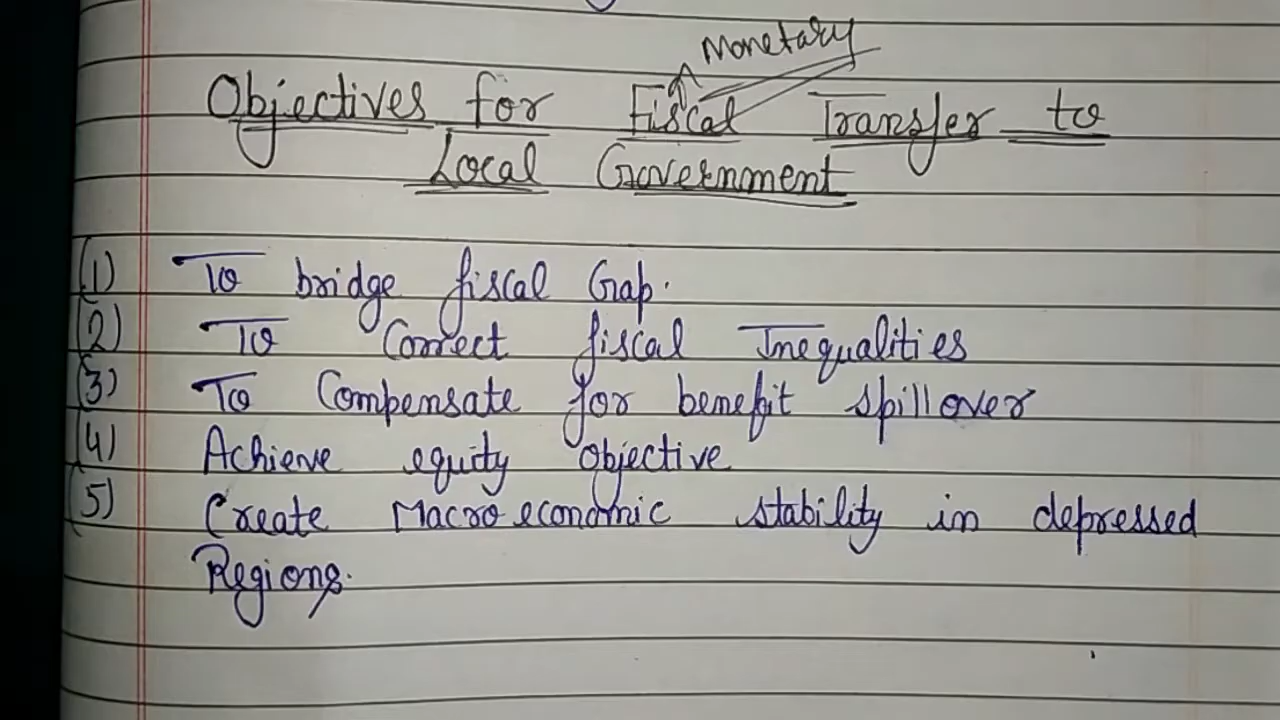 Monetary
Objectives for Fiscal Transfer to
Local Government
(1) To bridge fiscal Gap.
(2) To Correct fiscal Inequalities
(3) To Compensate for benefit spillover
(4) Achieve equity objective
(5) Create Macro economic stability in depressed
Regions.